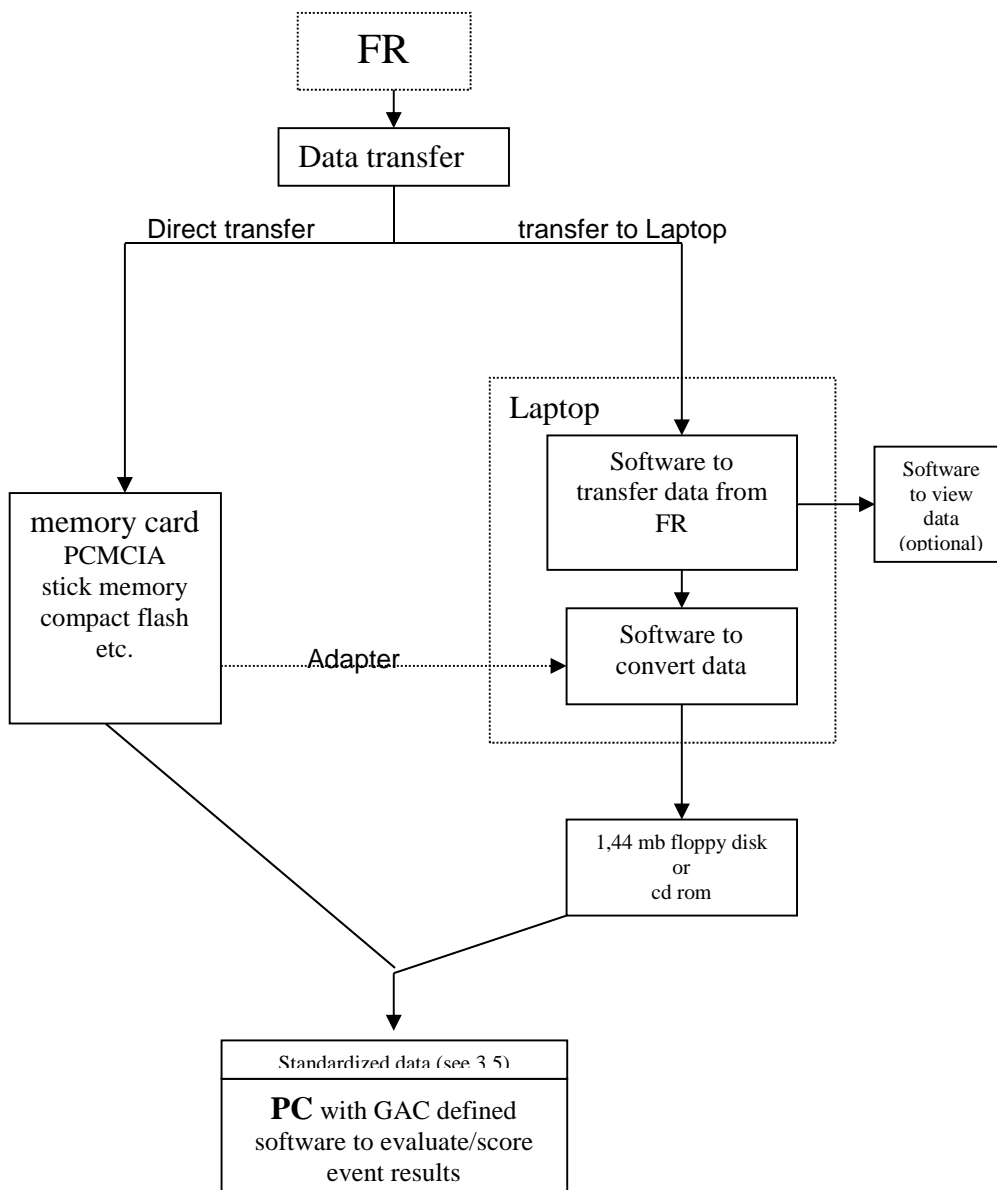 FR
Data transfer
Direct transfer
transfer to Laptop
Laptop
Software to
transfer data from
FR
Software
to view
data
(optional)
memory card
PCMCIA
stick memory
compact flash
etc.
Adapter
Software to
convert data
1,44 mb floppy disk
or
cd rom
Standardized data (see 3.5)
PC with GAC defined
software to evaluate/score
event results